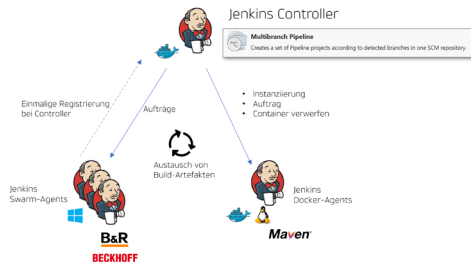 Jenkins Controller
Multibranch Pipeline
Creates a set of Pipeline projects according to detected branches in one SCM repository.
Einmalige Registrierung
bei Controller
Aufträge
• Instanziierung
• Auftrag
• Container verwerfen
Austausch von
Build-Artefakten
Jenkins
Swarm-Agents
Jenkins
Docker-Agents
B&R
BECKHOFF
Maven